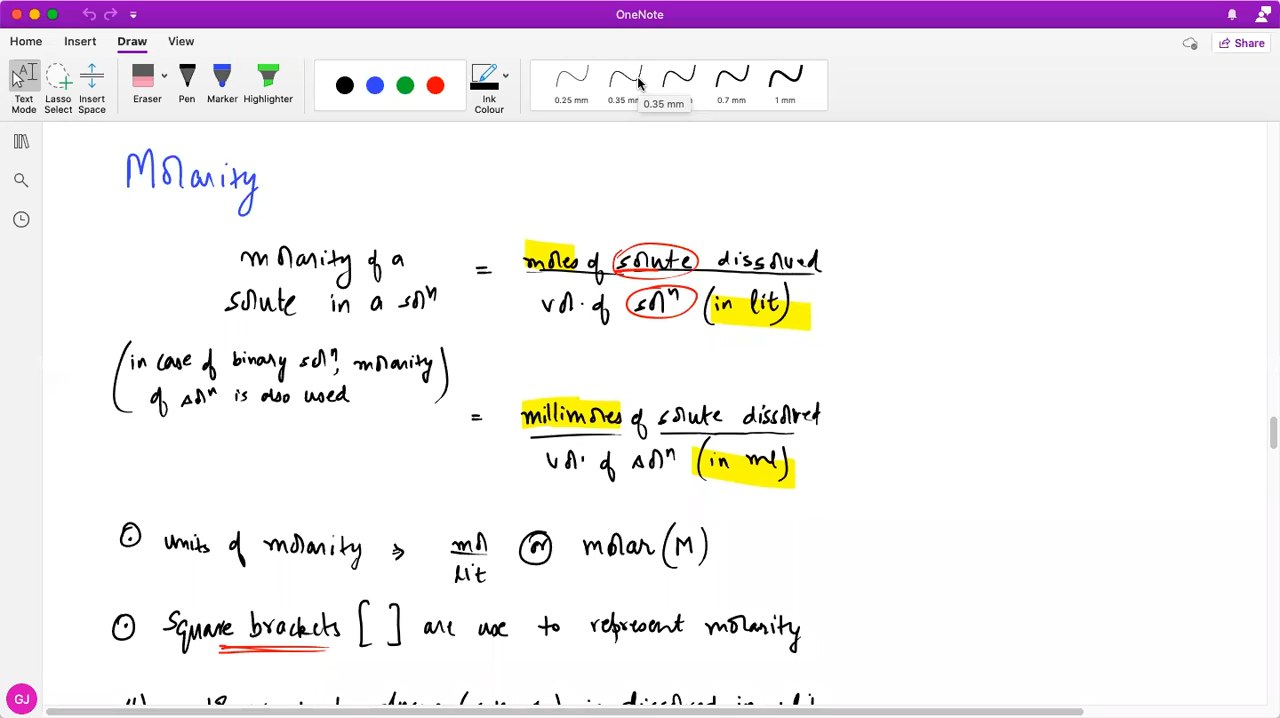 OneNote
Home Insert Draw View
Share
Text Mode
Lasso Select
Insert Space
Eraser
Pen
Marker
Highlighter
Ink Colour
0.25 mm
0.35
0.7 mm
1 mm
0.35 mm
Molarity
molarity of a = moles of solute dissolved
solute in a solⁿ vol. of solⁿ (in lit)
(in case of binary solⁿ, molarity
of solⁿ is also used)
= millimoles of solute dissolved
vol. of solⁿ (in ml)
units of molarity ⇒ mol/lit or molar (M)
Square brackets [ ] are use to represent molarity
is dissolved in
GJ